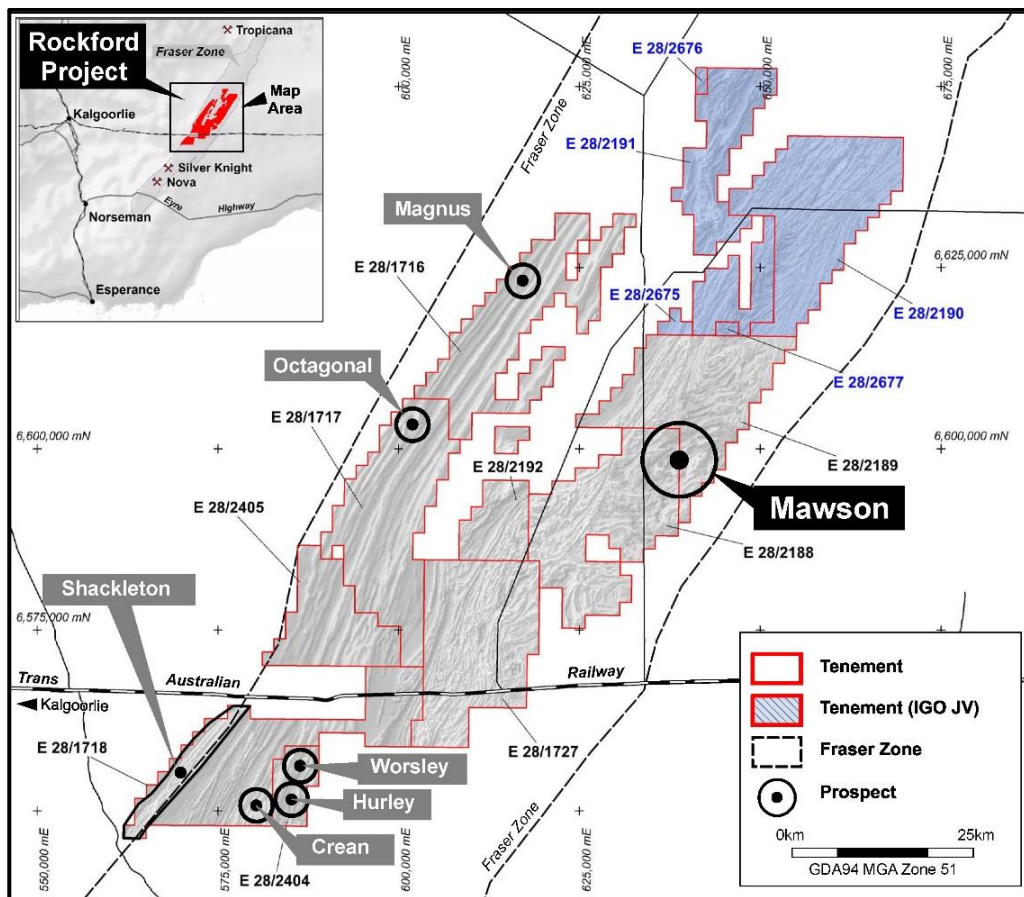 Rockford
Project
Tropicana
Fraser Zone
Map
Area
Kalgoorlie
Silver Knight
Nova
Norseman
Eyre
Highway
Esperance
600,000 mE
625,000 mE
650,000 mE
675,000 mE
Fraser Zone
E 28/2676
E 28/2191
Magnus
E 28/1716
6,625,000 mN
E 28/2675
E 28/2190
Octagonal
E 28/2677
E 28/1717
6,600,000 mN
6,600,000 mN
E 28/2192
E 28/2189
E 28/2405
Mawson
E 28/2188
Shackleton
6,575,000 mN
Trans
Australian
Railway
Kalgoorlie
E 28/1718
E 28/1727
Worsley
Hurley
Crean
E 28/2404
550,000 mE
575,000 mE
600,000 mE
625,000 mE
Fraser Zone
Tenement
Tenement (IGO JV)
Fraser Zone
Prospect
0km
25km
GDA94 MGA Zone 51